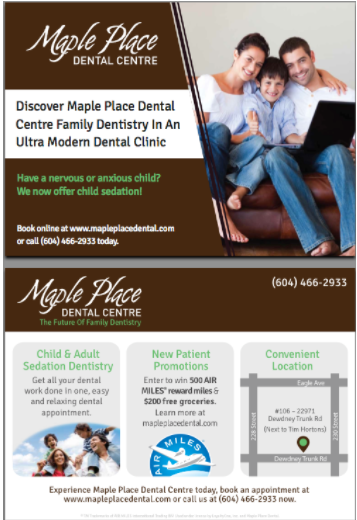 Maple Place
DENTAL CENTRE
Discover Maple Place Dental
Centre Family Dentistry In An
Ultra Modern Dental Clinic
Have a nervous or anxious child?
We now offer child sedation!
Book online at www.mapleplacedental.com
or call (604) 466-2933 today.
(604) 466-2933
Maple Place
DENTAL CENTRE
The Future Of Family Dentistry
Child & Adult
Sedation Dentistry
Get all your dental
work done in one, easy
and relaxing dental
appointment.
New Patient
Promotions
Enter to win 500 AIR
MILES® reward miles &
$200 free groceries.
Learn more at
mapleplacedental.com
AIR MILES
Convenient
Location
Eagle Ave
228 Street
#106 – 22971
Dewdney Trunk Rd
(Next to Tim Hortons)
230 Street
Dewdney Trunk Rd
Experience Maple Place Dental Centre today, book an appointment at
www.mapleplacedental.com or call us at (604) 466-2933 now.